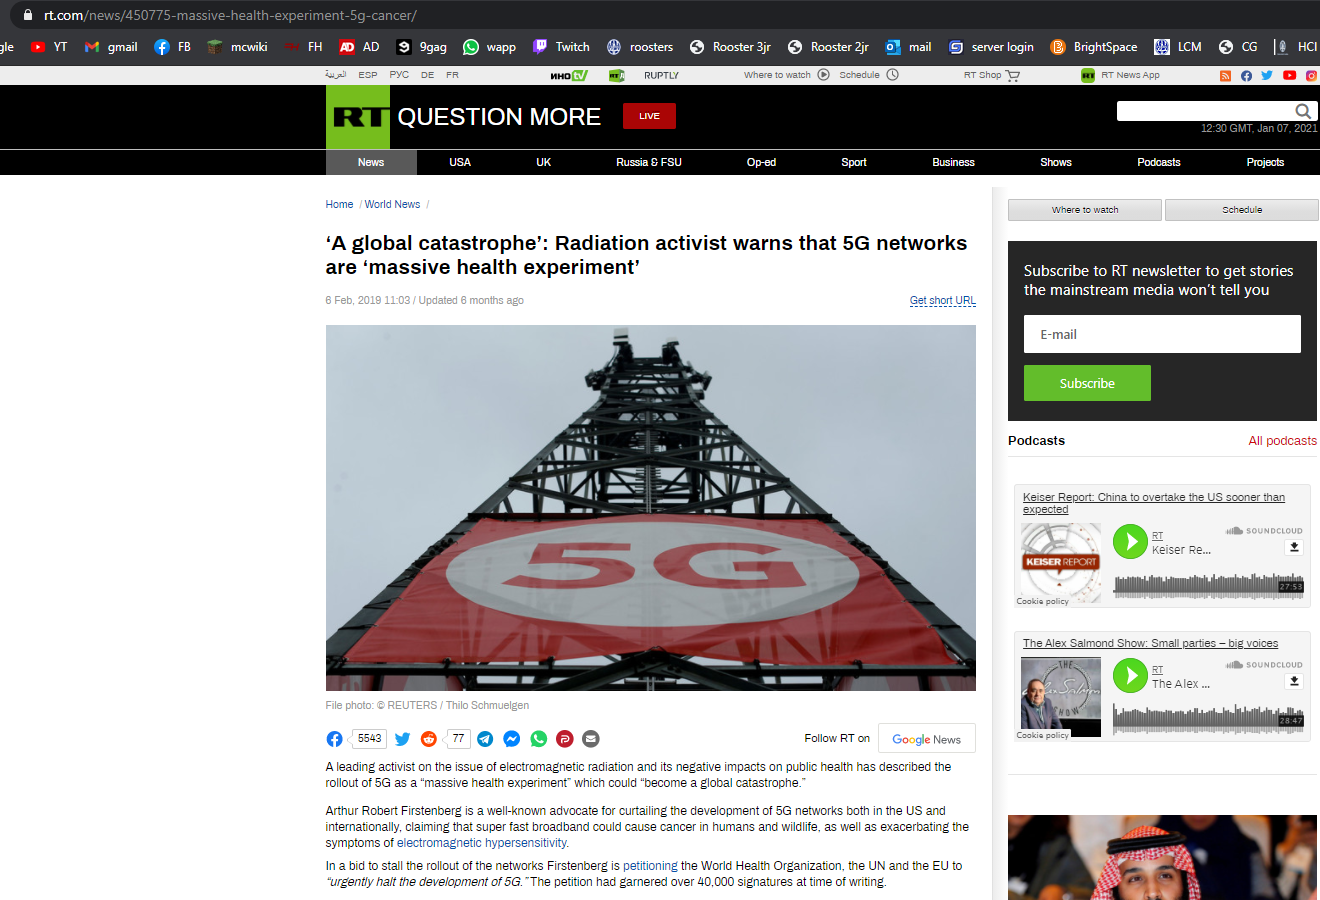 rt.com/news/450775-massive-health-experiment-5g-cancer/
gle YT gmail FB mcwiki FH AD 9gag wapp Twitch roosters Rooster 3jr Rooster 2jr mail server login BrightSpace LCM CG HCI
العربية ESP РУС DE FR ИНО TV RUPTLY Where to watch Schedule RT Shop RT News App
RT QUESTION MORE LIVE
12:30 GMT, Jan 07, 2021
News USA UK Russia & FSU Op-ed Sport Business Shows Podcasts Projects
Home / World News /
‘A global catastrophe’: Radiation activist warns that 5G networks
are ‘massive health experiment’
6 Feb, 2019 11:03 / Updated 6 months ago
Get short URL
5G
File photo: © REUTERS / Thilo Schmuelgen
5543 77 Follow RT on Google News
A leading activist on the issue of electromagnetic radiation and its negative impacts on public health has described the
rollout of 5G as a “massive health experiment” which could “become a global catastrophe.”
Arthur Robert Firstenberg is a well-known advocate for curtailing the development of 5G networks both in the US and
internationally, claiming that super fast broadband could cause cancer in humans and wildlife, as well as exacerbating the
symptoms of electromagnetic hypersensitivity.
In a bid to stall the rollout of the networks Firstenberg is petitioning the World Health Organization, the UN and the EU to
“urgently halt the development of 5G.” The petition had garnered over 40,000 signatures at time of writing.
Where to watch Schedule
Subscribe to RT newsletter to get stories
the mainstream media won’t tell you
E-mail
Subscribe
Podcasts All podcasts
Keiser Report: China to overtake the US sooner than
expected
SOUNDCLOUD
RT
Keiser Re...
KEISER REPORT
27:53
Cookie policy
The Alex Salmond Show: Small parties – big voices
SOUNDCLOUD
RT
The Alex ...
THE
Alex Salmond
SHOW
28:47
Cookie policy